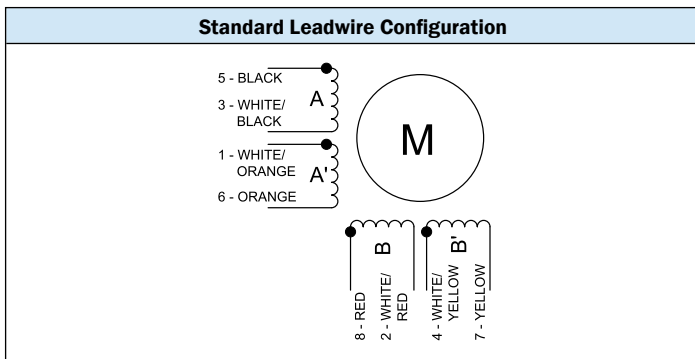 Standard Leadwire Configuration
5 - BLACK
3 - WHITE/
BLACK
A
1 - WHITE/
ORANGE
A'
6 - ORANGE
M
B
B'
8 - RED
2 - WHITE/
RED
4 - WHITE/
YELLOW
7 - YELLOW